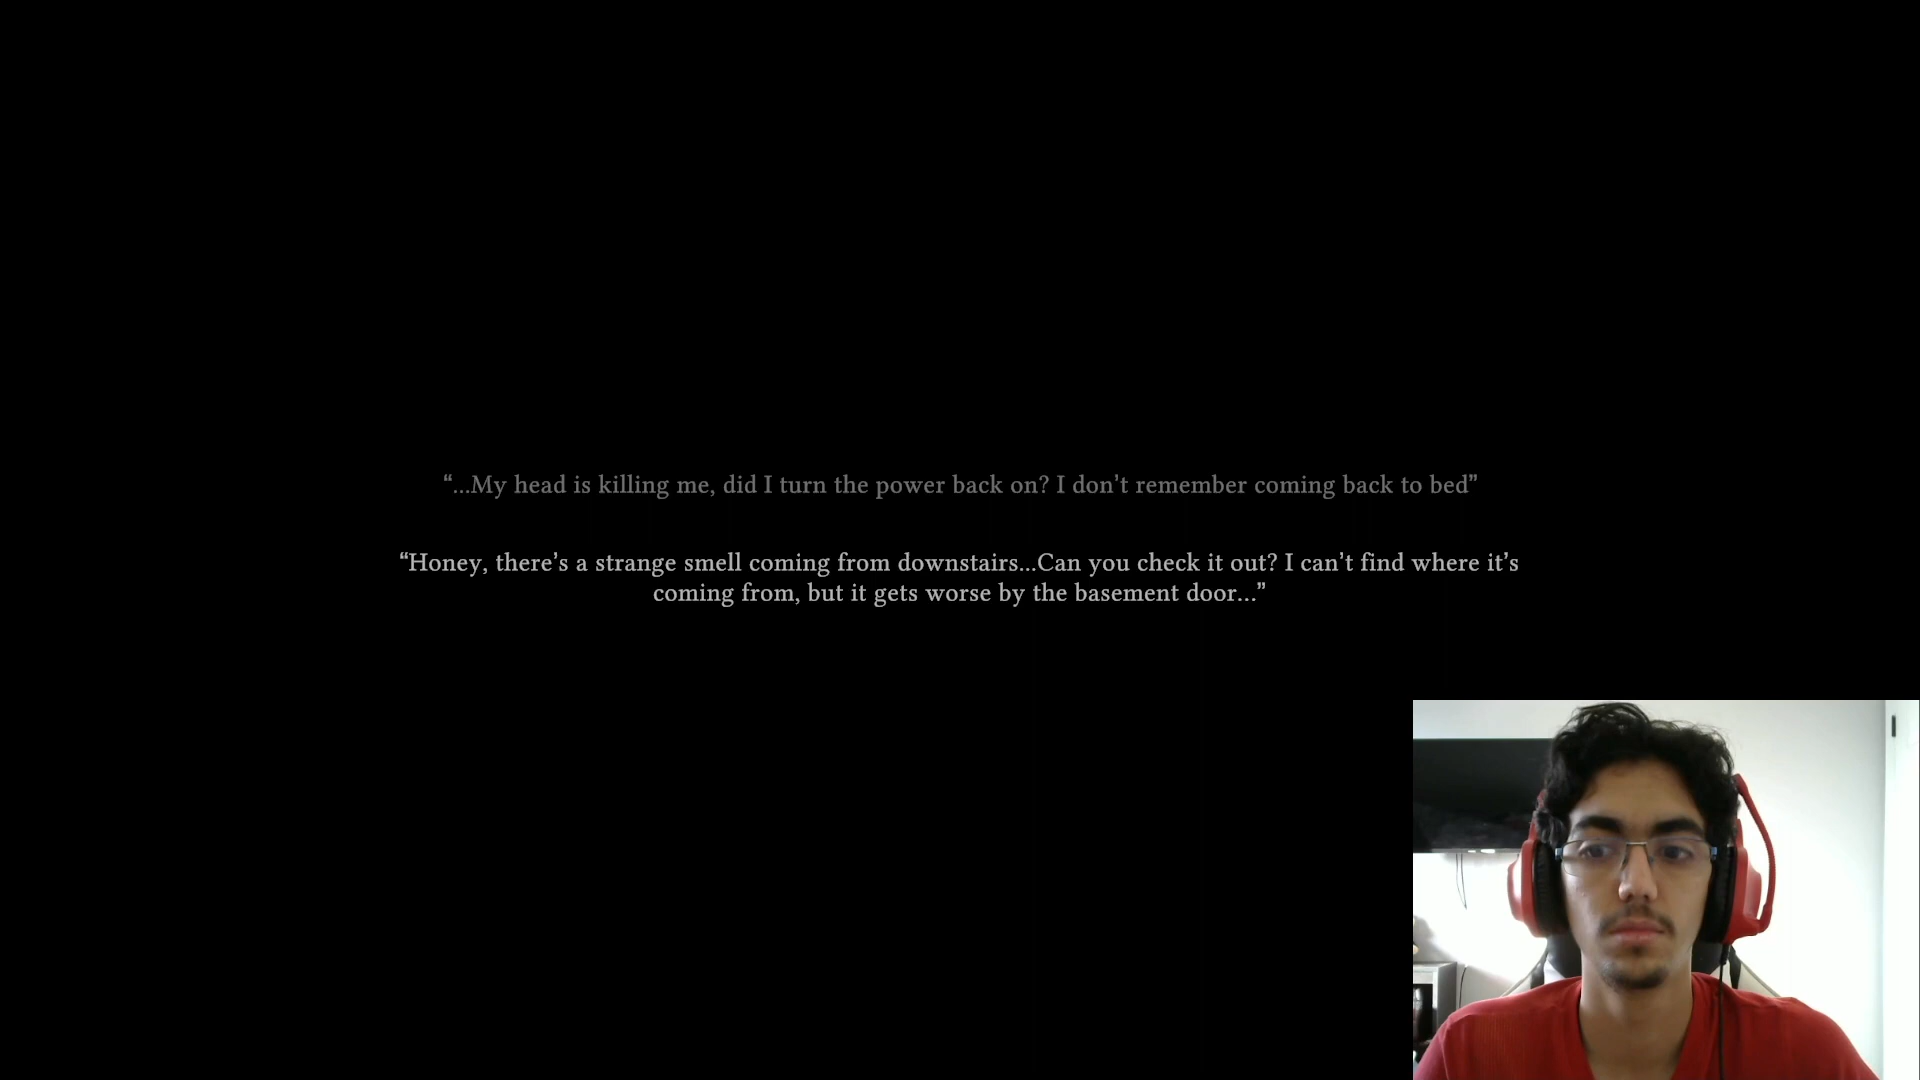 “...My head is killing me, did I turn the power back on? I don’t remember coming back to bed”
“Honey, there’s a strange smell coming from downstairs...Can you check it out? I can’t find where it’s
coming from, but it gets worse by the basement door...”